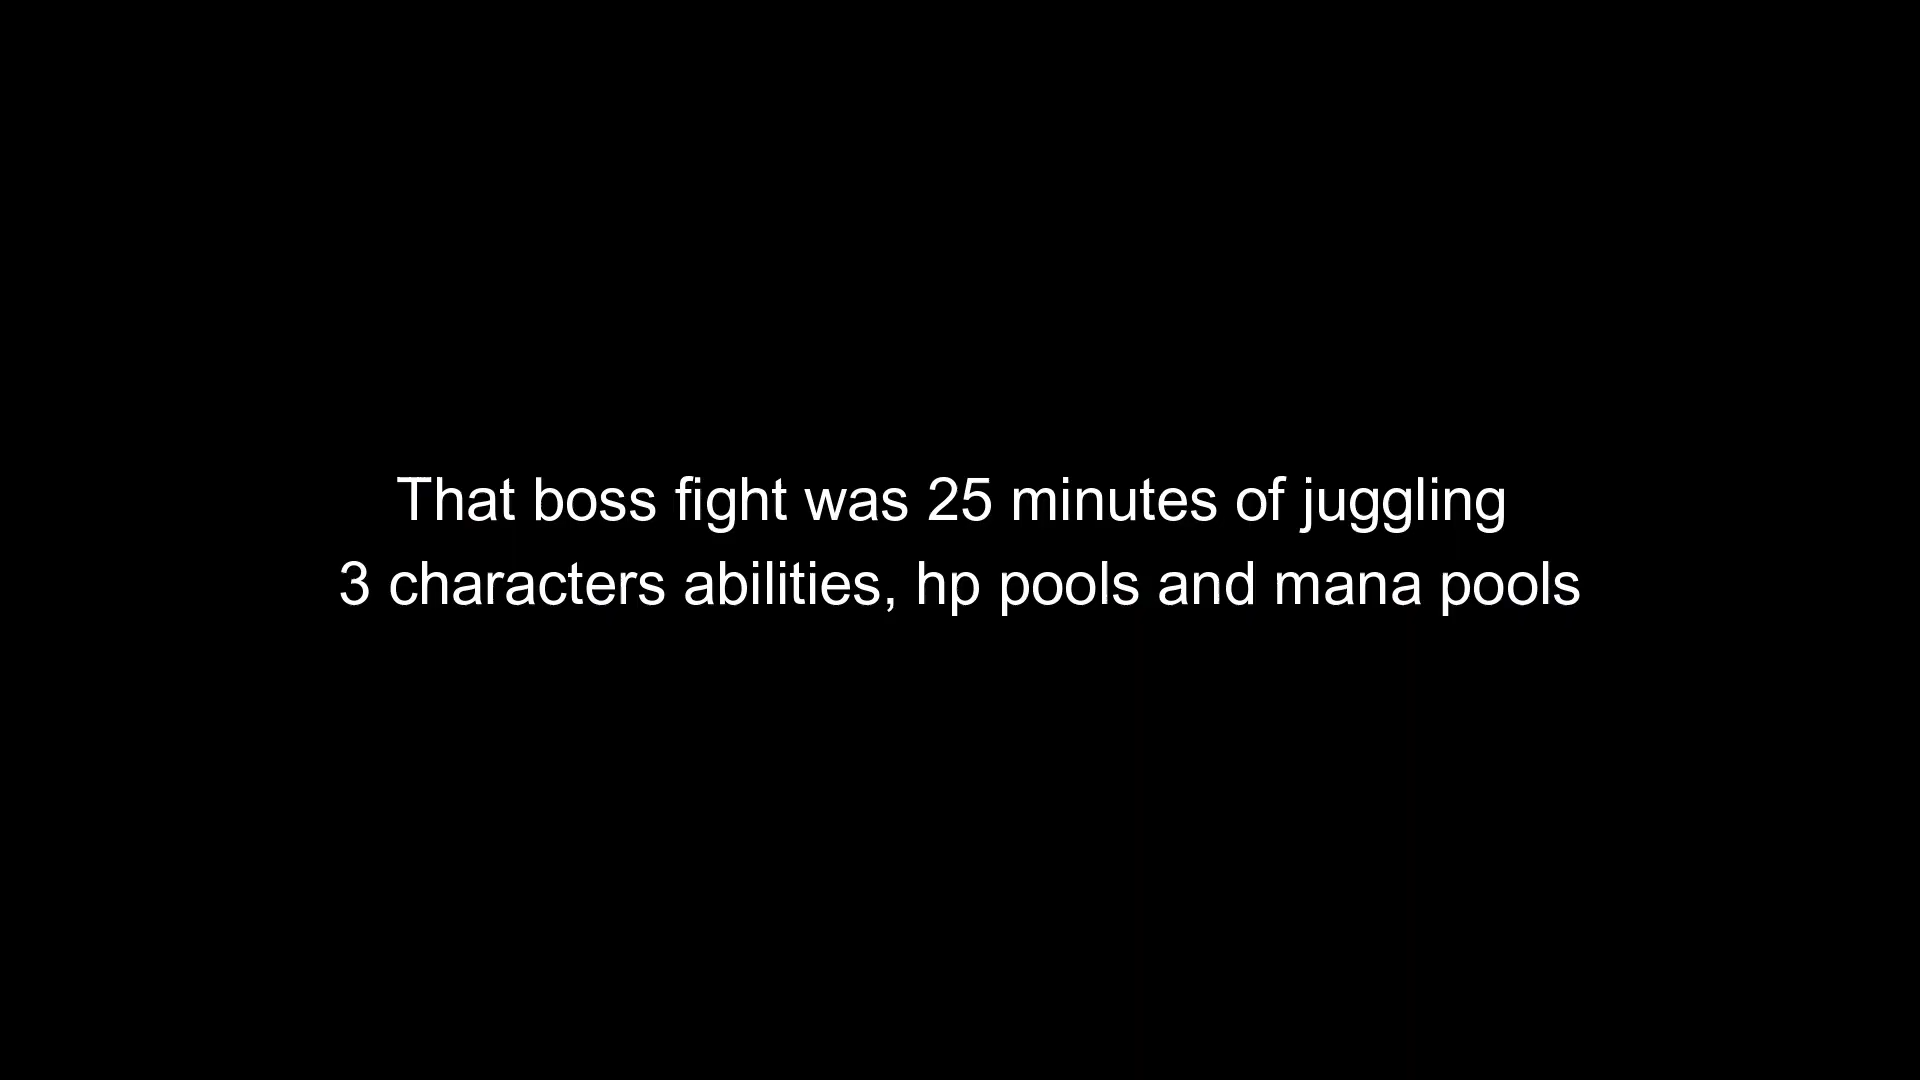 That boss fight was 25 minutes of juggling
3 characters abilities, hp pools and mana pools